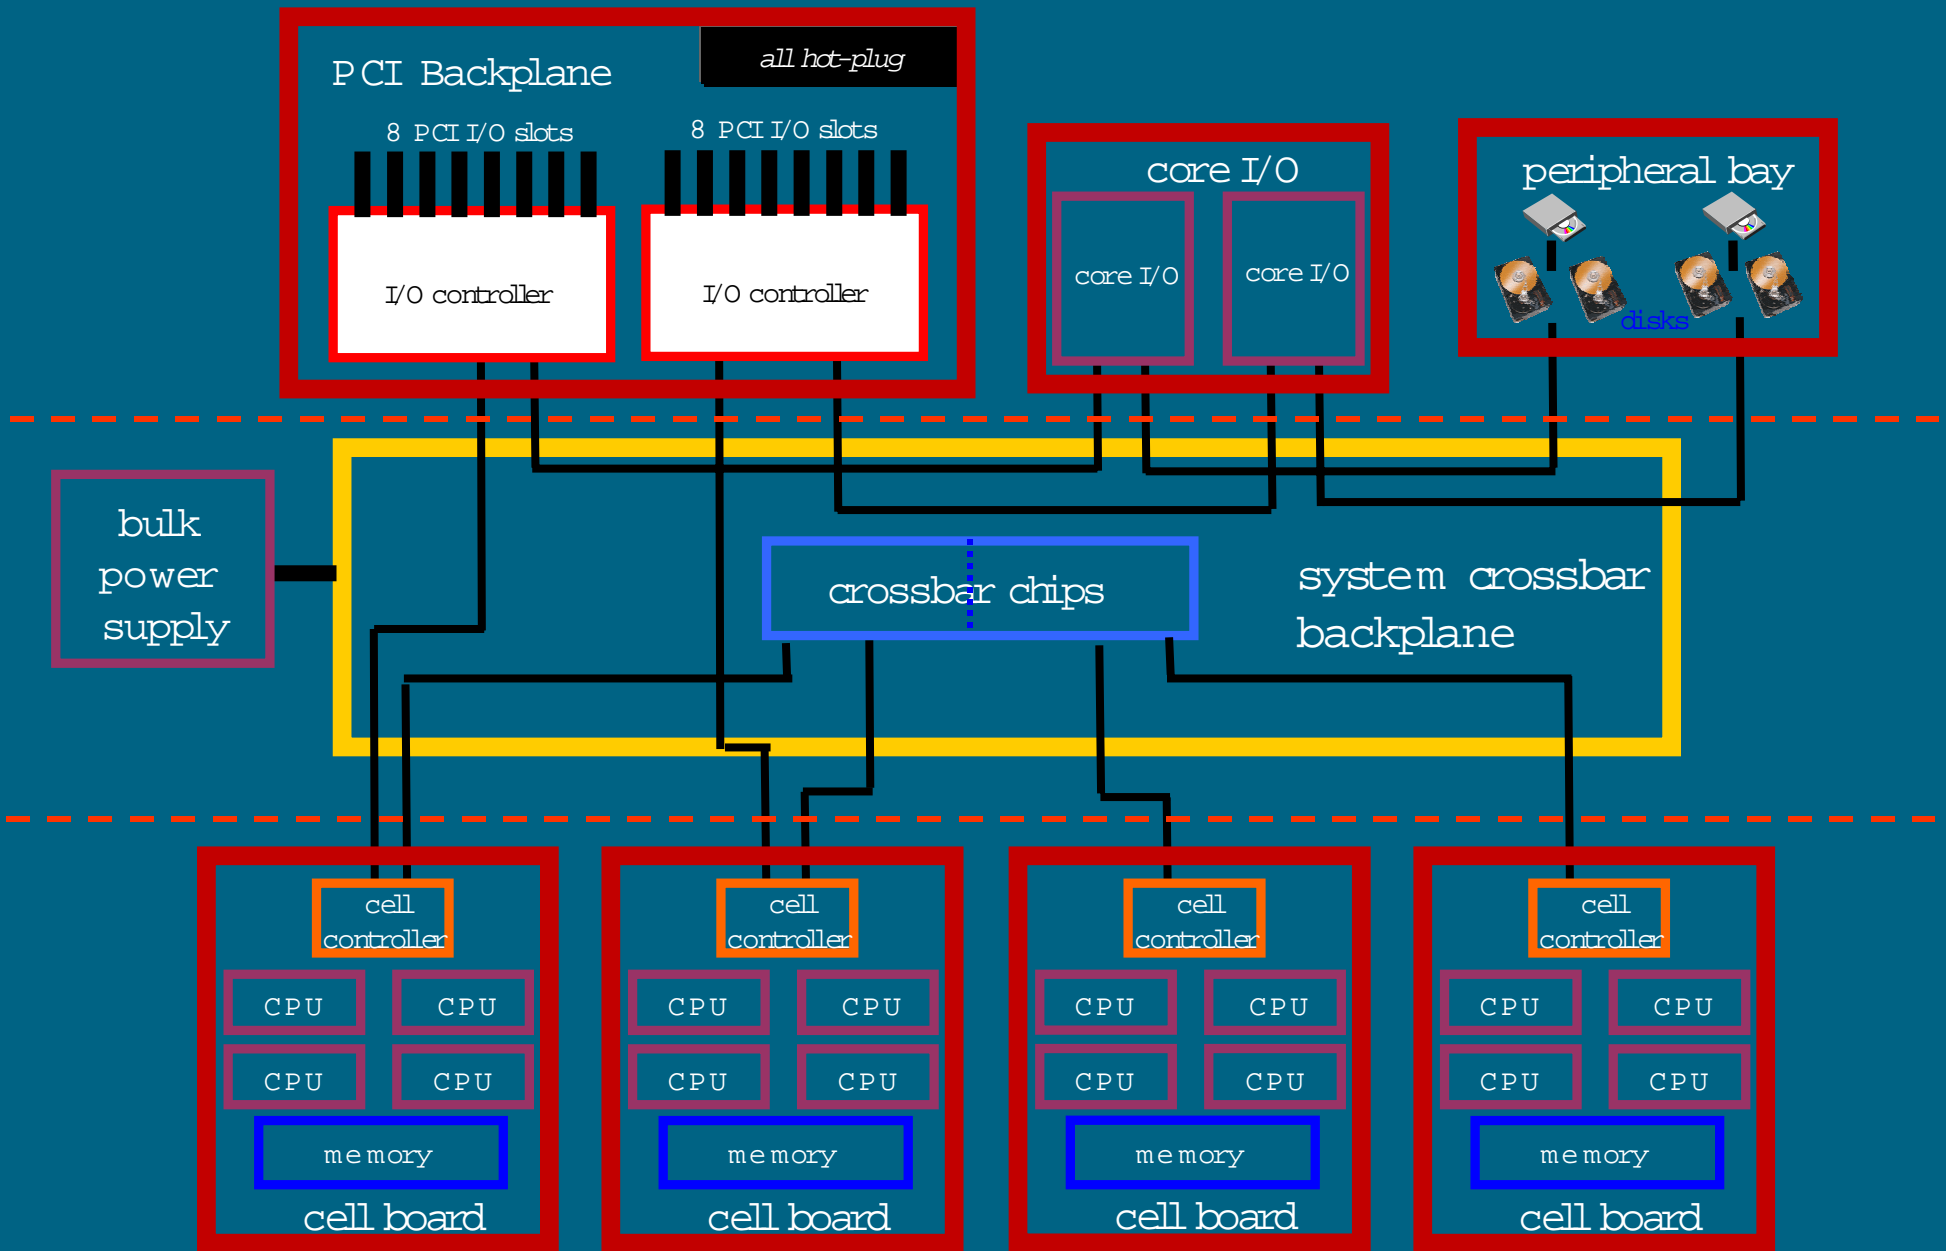 PCI Backplane
all hot-plug
8 PCI I/O slots
8 PCI I/O slots
I/O controller
I/O controller
core I/O
core I/O
core I/O
peripheral bay
disks
bulk
power
supply
crossbar chips
system crossbar
backplane
cell
controller
CPU
CPU
CPU
CPU
memory
cell board
cell
controller
CPU
CPU
CPU
CPU
memory
cell board
cell
controller
CPU
CPU
CPU
CPU
memory
cell board
cell
controller
CPU
CPU
CPU
CPU
memory
cell board